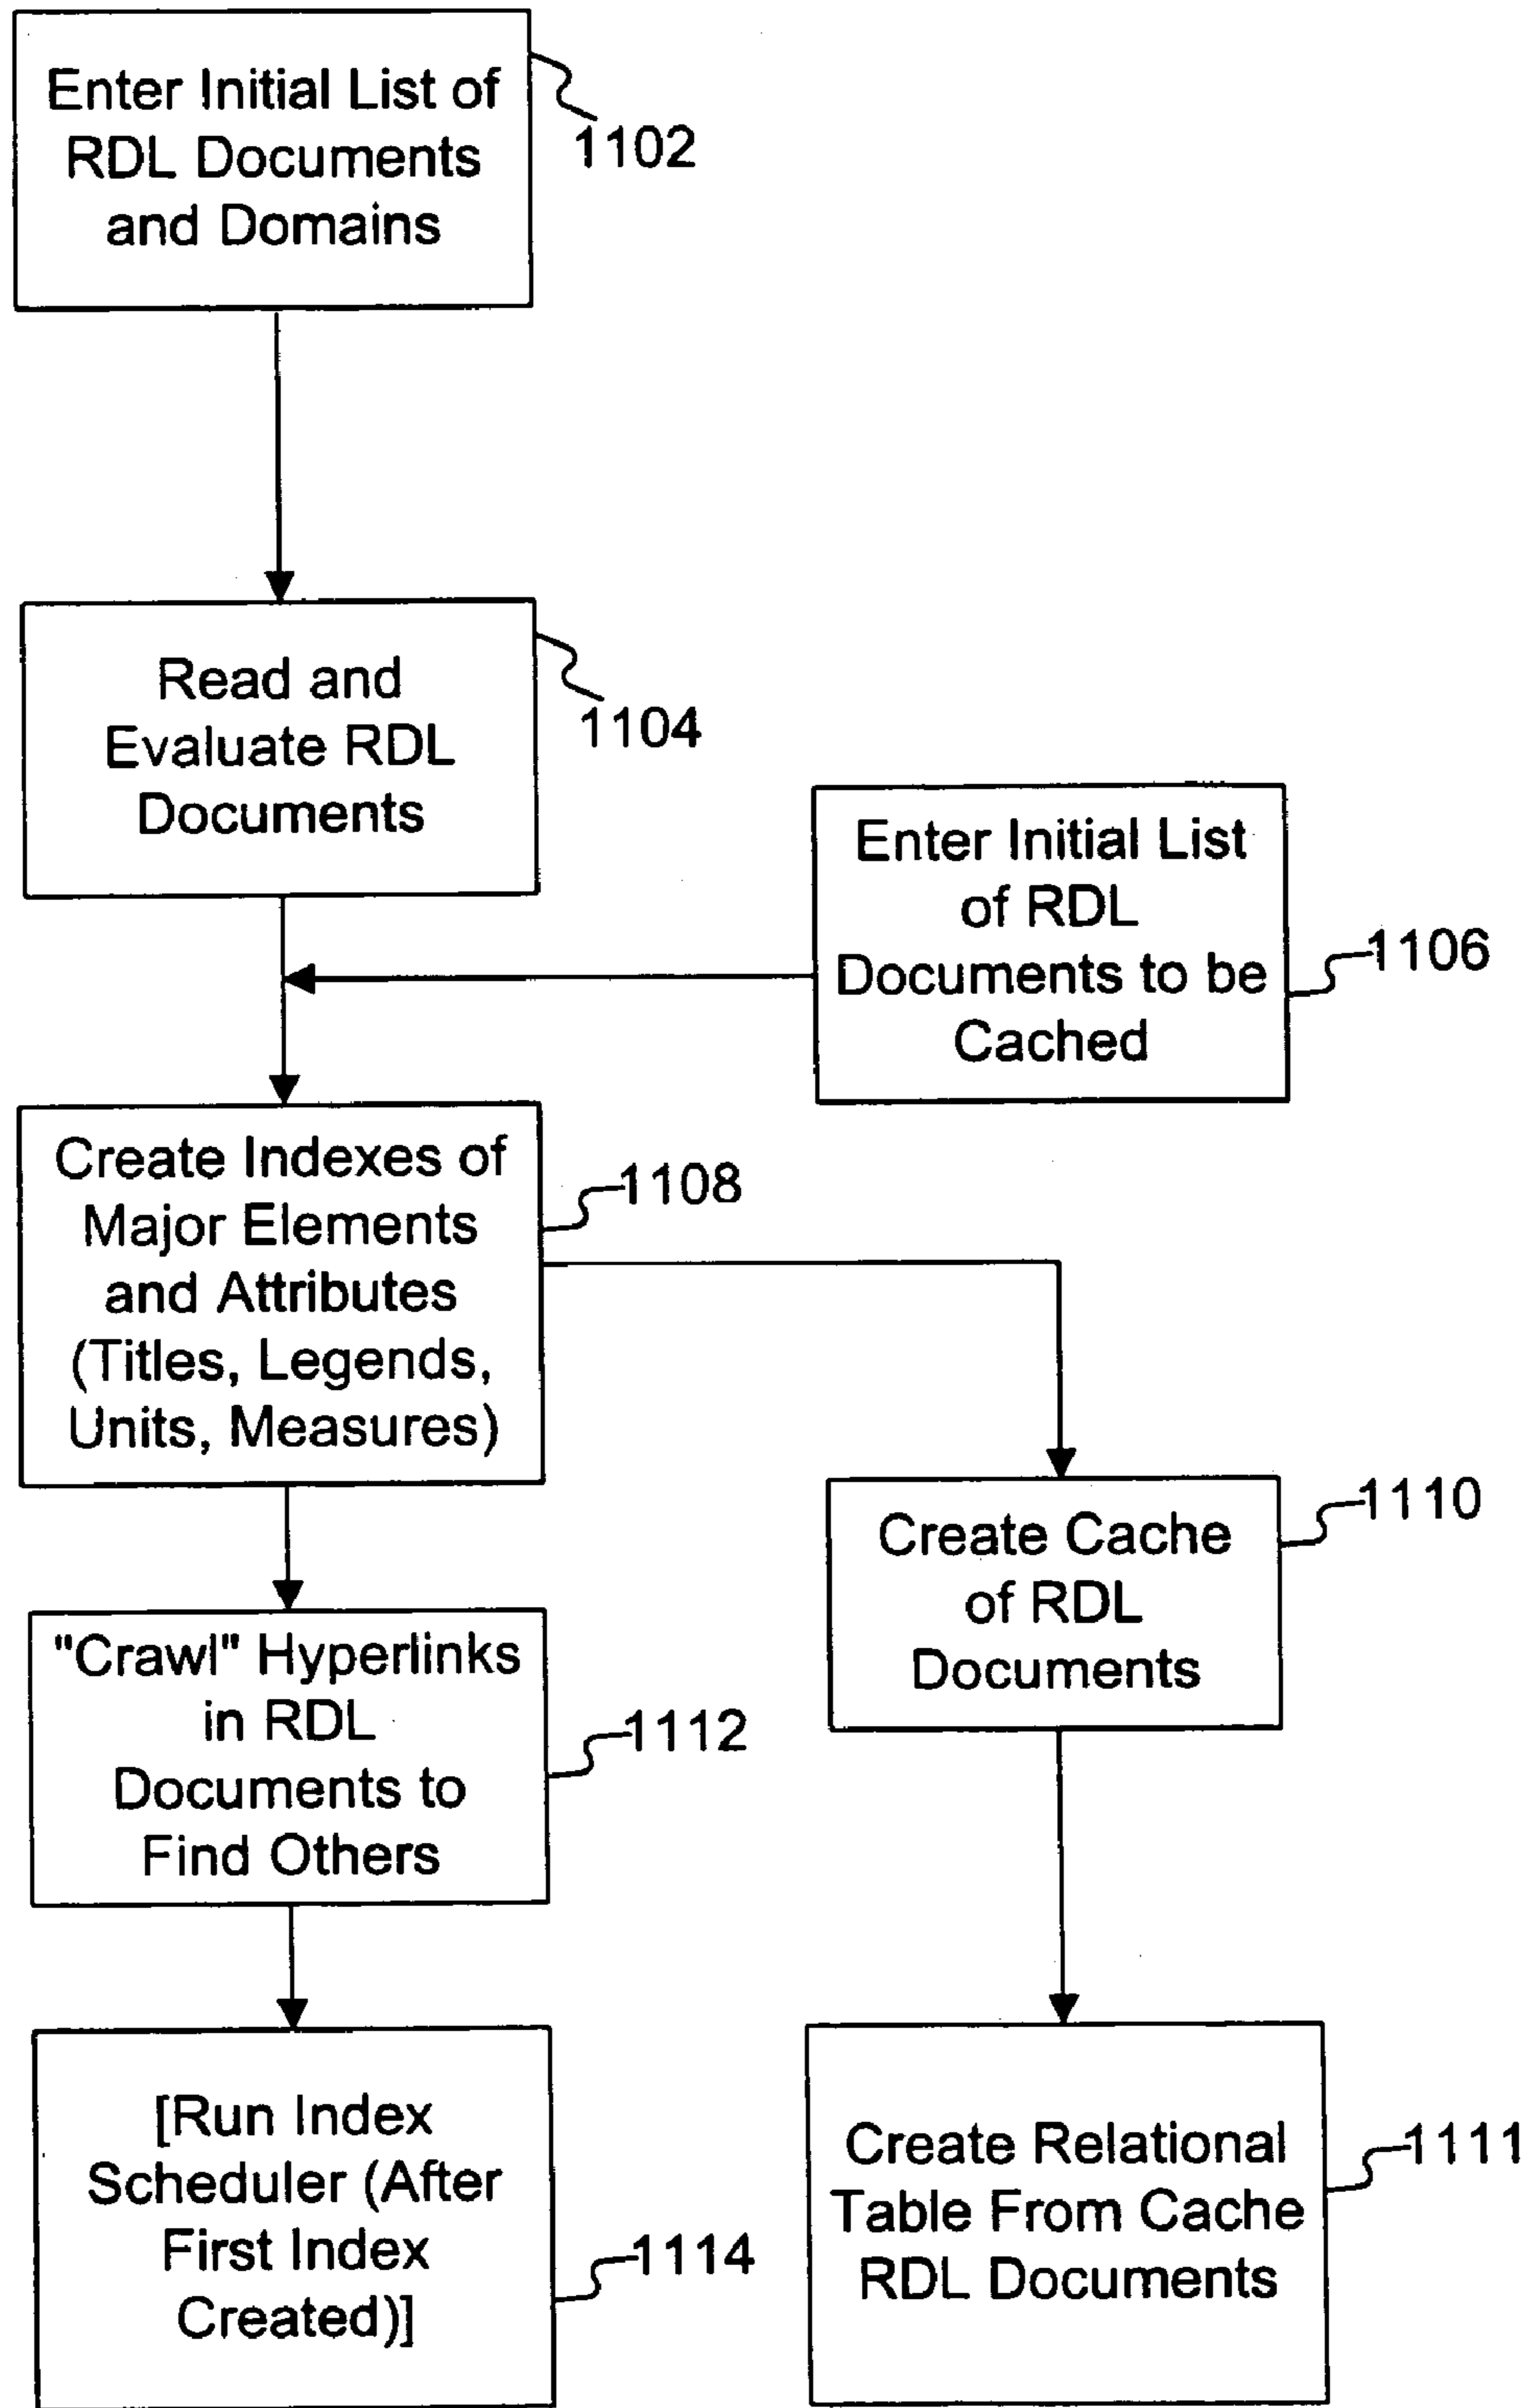 Enter Initial List of
RDL Documents
and Domains
1102
Read and
Evaluate RDL
Documents
1104
Enter Initial List
of RDL
Documents to be
Cached
1106
Create Indexes of
Major Elements
and Attributes
(Titles, Legends,
Units, Measures)
1108
Create Cache
of RDL
Documents
1110
"Crawl" Hyperlinks
in RDL
Documents to
Find Others
1112
[Run Index
Scheduler (After
First Index
Created)]
1114
Create Relational
Table From Cache
RDL Documents
1111